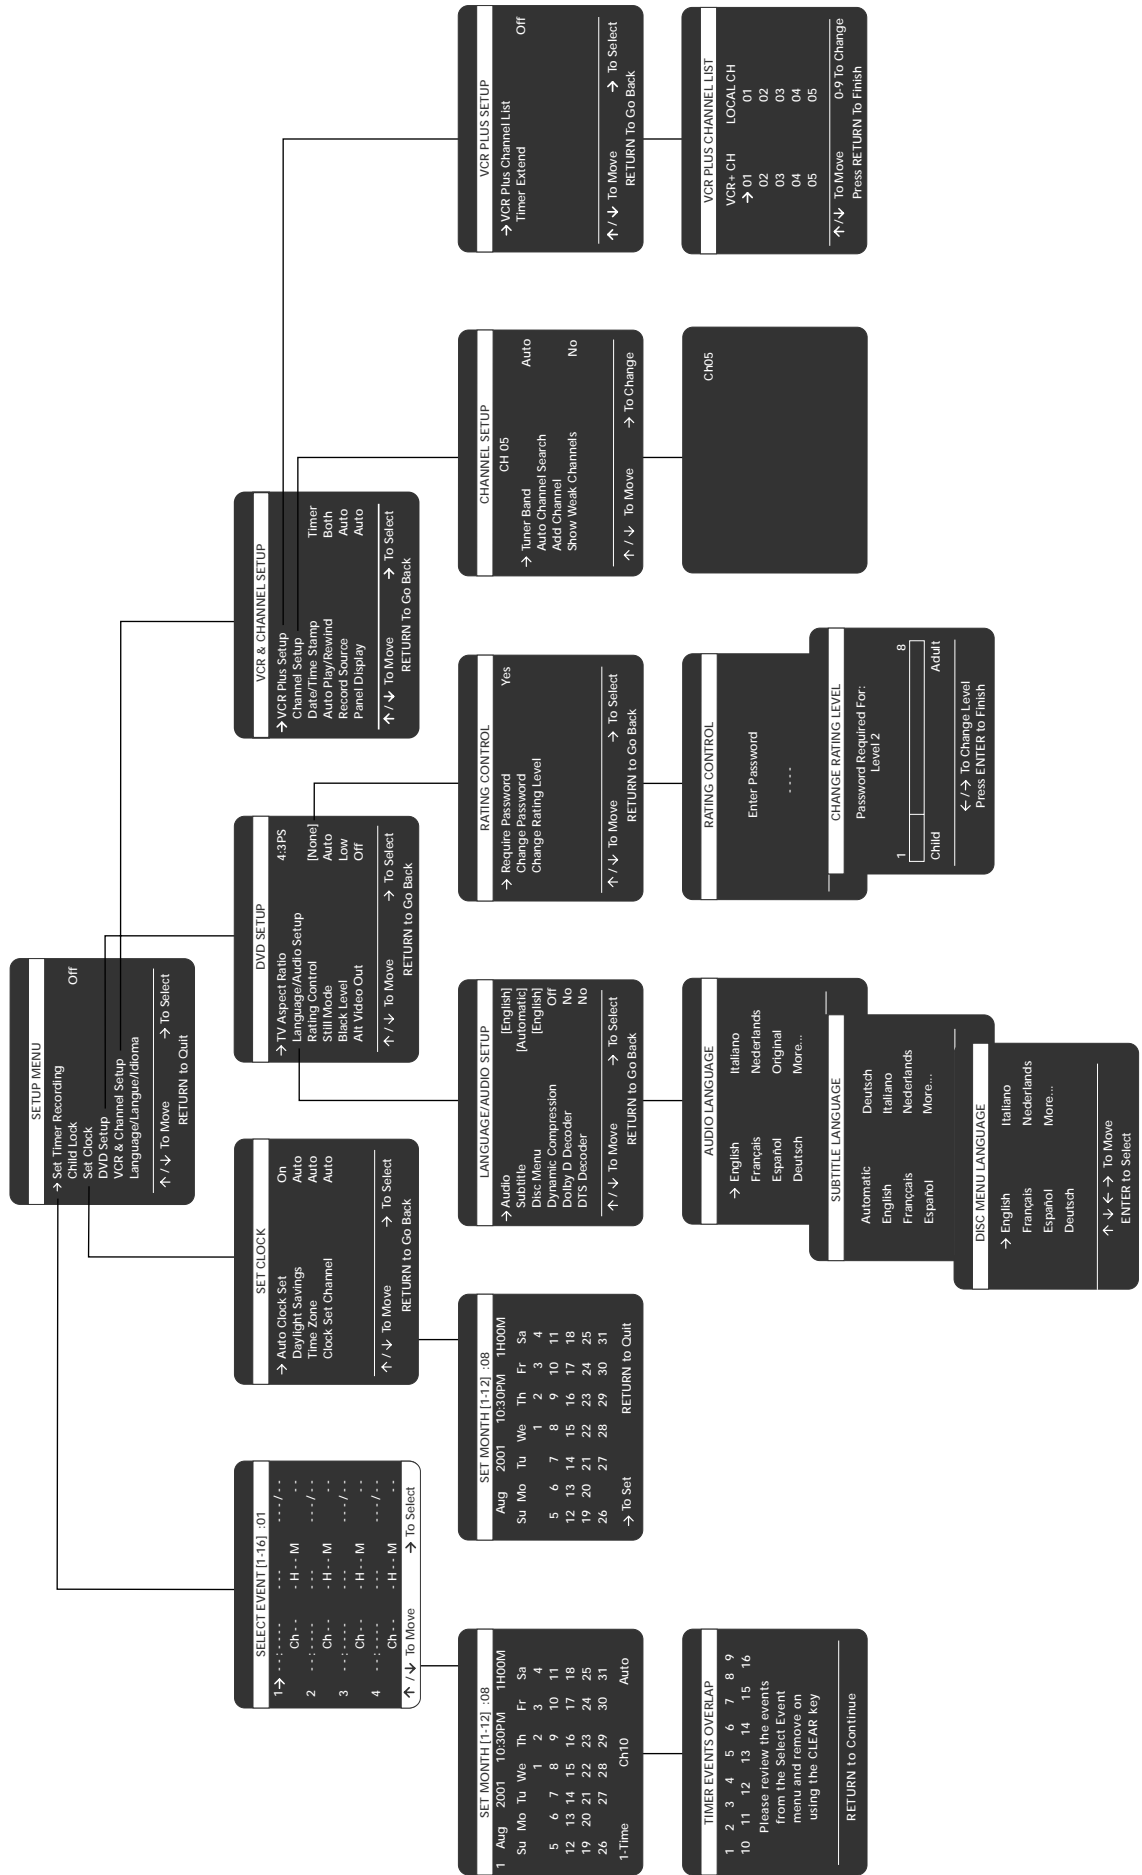 SETUP MENU
→ Set Timer Recording
Child Lock Off
Set Clock
DVD Setup
VCR & Channel Setup
Language/Langue/Idioma
↑ / ↓ To Move → To Select
RETURN to Quit
SELECT EVENT [1-16] :01
1→ - - : - - - - - - - - - - / - -
Ch - - - H - - M - -
2 - - : - - - - - - - - - - / - -
Ch - - - H - - M - -
3 - - : - - - - - - - - - - / - -
Ch - - - H - - M - -
4 - - : - - - - - - - - - - / - -
Ch - - - H - - M - -
↑ / ↓ To Move → To Select
SET CLOCK
→ Auto Clock Set On
Daylight Savings Auto
Time Zone Auto
Clock Set Channel Auto
↑ / ↓ To Move → To Select
RETURN to Go Back
DVD SETUP
→ TV Aspect Ratio 4:3PS
Language/Audio Setup
Rating Control [None]
Still Mode Auto
Black Level Low
Alt Video Out Off
↑ / ↓ To Move → To Select
RETURN to Go Back
VCR & CHANNEL SETUP
→ VCR Plus Setup
Channel Setup
Date/Time Stamp Timer
Auto Play/Rewind Both
Record Source Auto
Panel Display Auto
↑ / ↓ To Move → To Select
RETURN To Go Back
SET MONTH [1-12] :08
1 Aug 2001 10:30PM 1H00M
Su Mo Tu We Th Fr Sa
1 2 3 4
5 6 7 8 9 10 11
12 13 14 15 16 17 18
19 20 21 22 23 24 25
26 27 28 29 30 31
1-Time Ch10 Auto
SET MONTH [1-12] :08
Aug 2001 10:30PM 1H00M
Su Mo Tu We Th Fr Sa
1 2 3 4
5 6 7 8 9 10 11
12 13 14 15 16 17 18
19 20 21 22 23 24 25
26 27 28 29 30 31
→ To Set RETURN to Quit
LANGUAGE/AUDIO SETUP
→ Audio [English]
Subtitle [Automatic]
Disc Menu [English]
Dynamic Compression Off
Dolby D Decoder No
DTS Decoder No
↑ / ↓ To Move → To Select
RETURN to Go Back
RATING CONTROL
→ Require Password Yes
Change Password
Change Rating Level
↑ / ↓ To Move → To Select
RETURN to Go Back
CHANNEL SETUP
CH 05
→ Tuner Band Auto
Auto Channel Search
Add Channel
Show Weak Channels No
↑ / ↓ To Move → To Change
VCR PLUS SETUP
→ VCR Plus Channel List
Timer Extend Off
↑ / ↓ To Move → To Select
RETURN To Go Back
TIMER EVENTS OVERLAP
1 2 3 4 5 6 7 8 9
10 11 12 13 14 15 16
Please review the events
from the Select Event
menu and remove on
using the CLEAR key
RETURN to Continue
AUDIO LANGUAGE
→ English Italiano
Français Nederlands
Español Original
Deutsch More...
SUBTITLE LANGUAGE
Automatic Deutsch
English Italiano
Françcais Nederlands
Español More...
DISC MENU LANGUAGE
→ English Italiano
Français Nederlands
Español More...
Deutsch
↑ ↓ ← → To Move
ENTER to Select
RATING CONTROL
Enter Password
- - - -
CHANGE RATING LEVEL
Password Required For:
Level 2
1 8
Child Adult
← / → To Change Level
Press ENTER to Finish
Ch05
VCR PLUS CHANNEL LIST
VCR+ CH LOCAL CH
→ 01 01
02 02
03 03
04 04
05 05
↑/↓ To Move 0-9 To Change
Press RETURN To Finish